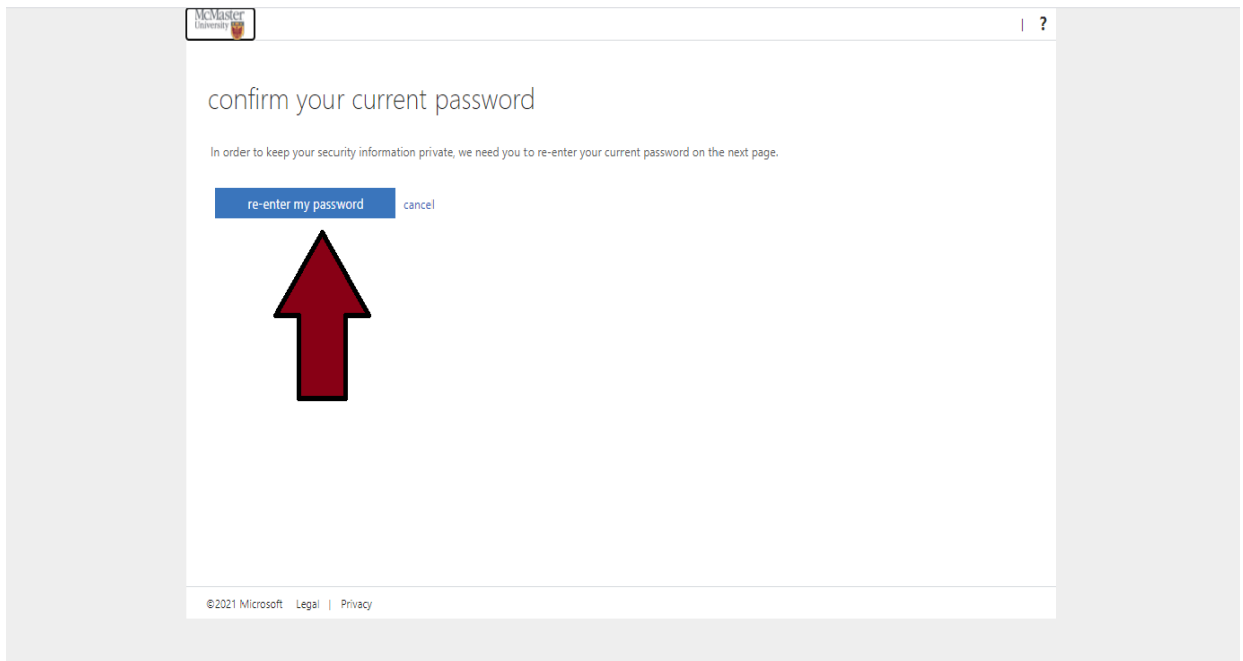 McMaster
University
| ?
confirm your current password
In order to keep your security information private, we need you to re-enter your current password on the next page.
re-enter my password cancel
©2021 Microsoft Legal | Privacy